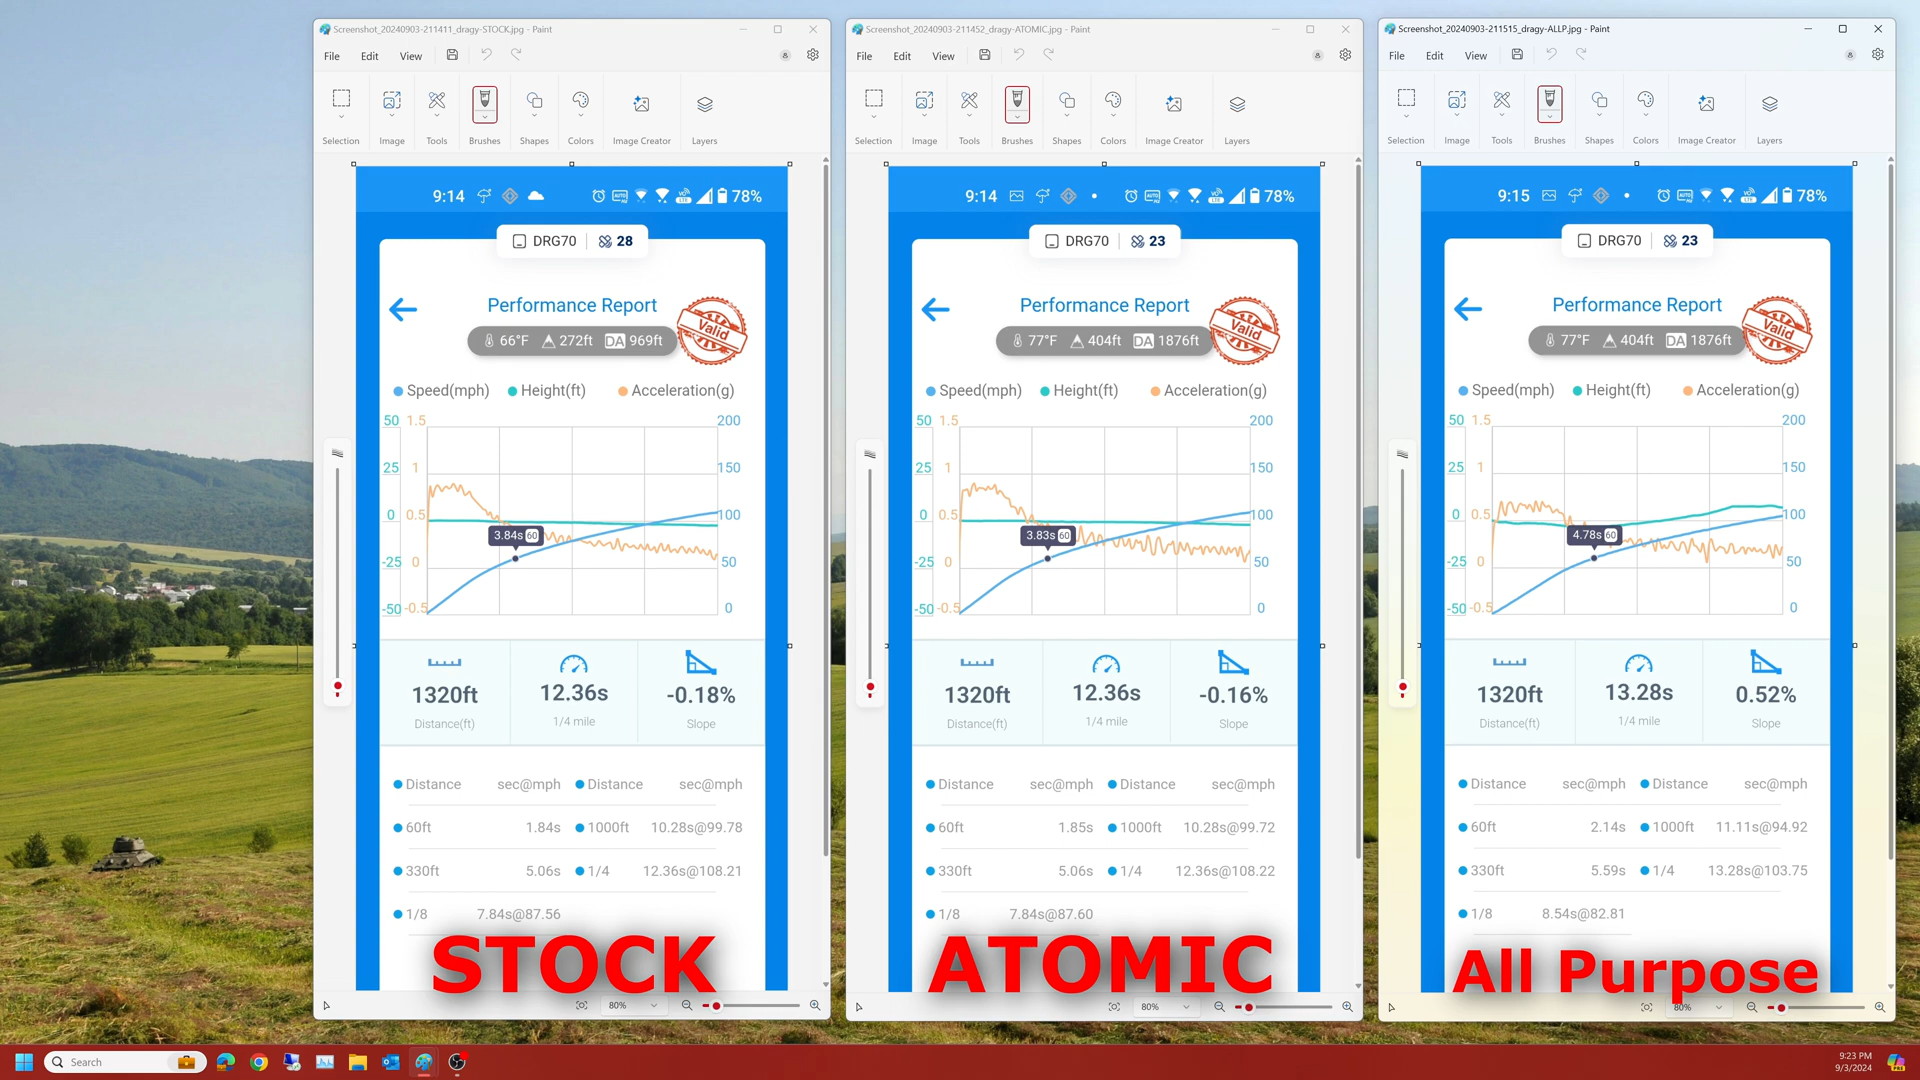 Screenshot_20240903-211411_dragy-STOCK.jpg - Paint
File Edit View
Selection Image Tools Brushes Shapes Colors Image Creator Layers
9:14 78%
DRG70 28
Performance Report
Valid
66°F 272ft DA 969ft
Speed(mph) Height(ft) Acceleration(g)
50 1.5 200
25 1 150
0 0.5 100
3.84s 60
-25 0 50
-50 -0.5 0
1320ft 12.36s -0.18%
Distance(ft) 1/4 mile Slope
Distance sec@mph Distance sec@mph
60ft 1.84s 1000ft 10.28s@99.78
330ft 5.06s 1/4 12.36s@108.21
1/8 7.84s@87.56
STOCK
80%
Screenshot_20240903-211452_dragy-ATOMIC.jpg - Paint
File Edit View
Selection Image Tools Brushes Shapes Colors Image Creator Layers
9:14 78%
DRG70 23
Performance Report
Valid
77°F 404ft DA 1876ft
Speed(mph) Height(ft) Acceleration(g)
50 1.5 200
25 1 150
0 0.5 100
3.83s 60
-25 0 50
-50 -0.5 0
1320ft 12.36s -0.16%
Distance(ft) 1/4 mile Slope
Distance sec@mph Distance sec@mph
60ft 1.85s 1000ft 10.28s@99.72
330ft 5.06s 1/4 12.36s@108.22
1/8 7.84s@87.60
ATOMIC
80%
Screenshot_20240903-211515_dragy-ALLP.jpg - Paint
File Edit View
Selection Image Tools Brushes Shapes Colors Image Creator Layers
9:15 78%
DRG70 23
Performance Report
Valid
77°F 404ft DA 1876ft
Speed(mph) Height(ft) Acceleration(g)
50 1.5 200
25 1 150
0 0.5 100
4.78s 60
-25 0 50
-50 -0.5 0
1320ft 13.28s 0.52%
Distance(ft) 1/4 mile Slope
Distance sec@mph Distance sec@mph
60ft 2.14s 1000ft 11.11s@94.92
330ft 5.59s 1/4 13.28s@103.75
1/8 8.54s@82.81
All Purpose
80%
Search
9:23 PM
9/3/2024